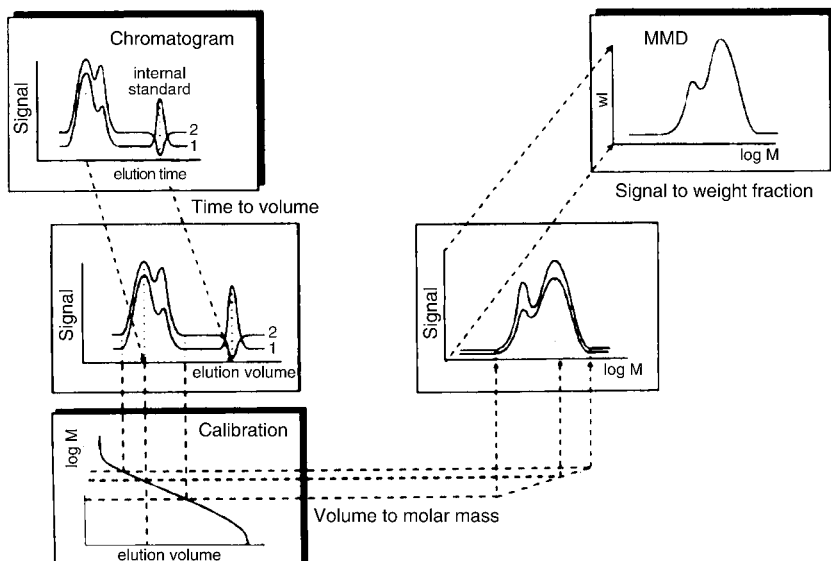 Chromatogram
internal
standard
Signal
2
1
elution time
Time to volume
MMD
wI
log M
Signal to weight fraction
Signal
2
1
elution volume
Signal
log M
Calibration
log M
elution volume
Volume to molar mass